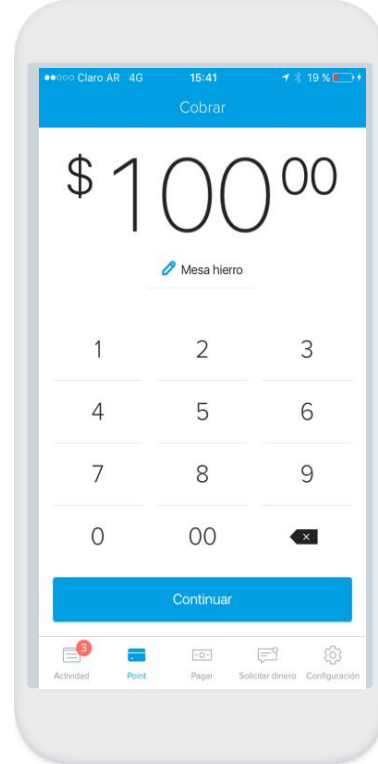 Claro AR 4G 15:41 19 %
Cobrar
$ 100 00
Mesa hierro
1 2 3
4 5 6
7 8 9
0 00
Continuar
3
Actividad Point Pagar Solicitar dinero Configuración